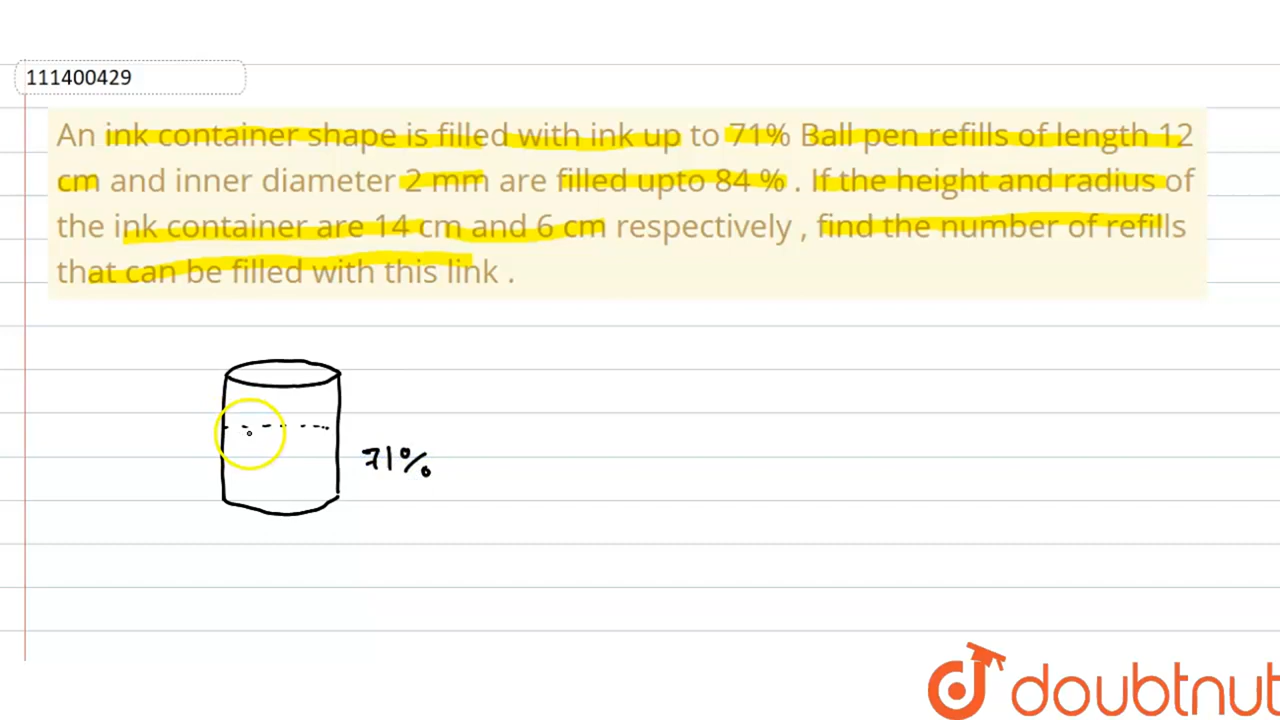 111400429
An ink container shape is filled with ink up to 71% Ball pen refills of length 12
cm and inner diameter 2 mm are filled upto 84 % . If the height and radius of
the ink container are 14 cm and 6 cm respectively , find the number of refills
that can be filled with this link .
71%
doubtnut